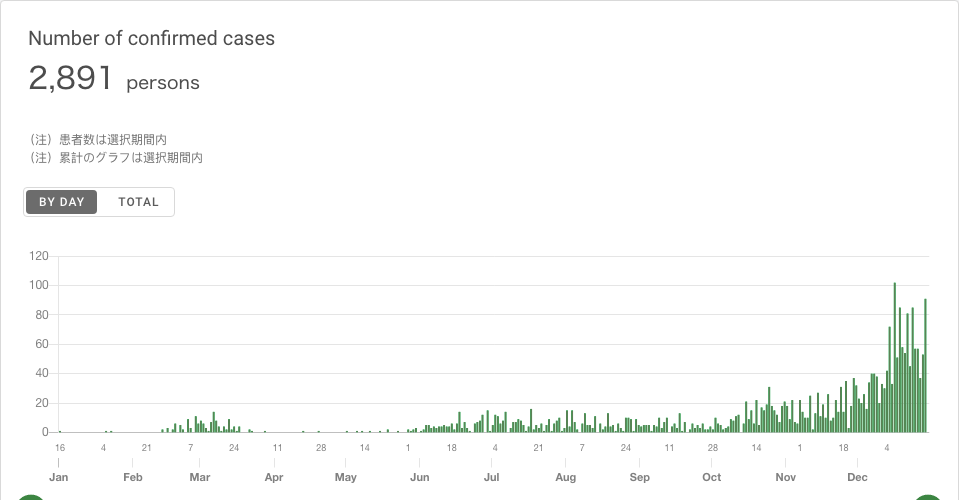 Number of confirmed cases
2,891 persons
（注）患者数は選択期間内
（注）累計のグラフは選択期間内
BY DAY TOTAL
120
100
80
60
40
20
0
16 4 21 7 24 11 28 14 1 18 4 21 7 24 11 28 14 1 18 4
Jan Feb Mar Apr May Jun Jul Aug Sep Oct Nov Dec